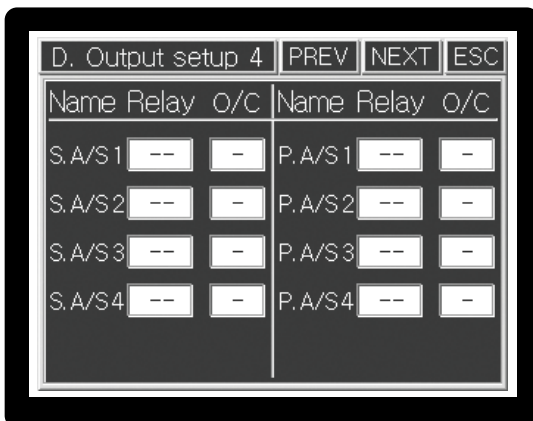 D. Output setup 4 PREV NEXT ESC
Name Relay O/C Name Relay O/C
S.A/S1 -- - P.A/S1 -- -
S.A/S2 -- - P.A/S2 -- -
S.A/S3 -- - P.A/S3 -- -
S.A/S4 -- - P.A/S4 -- -